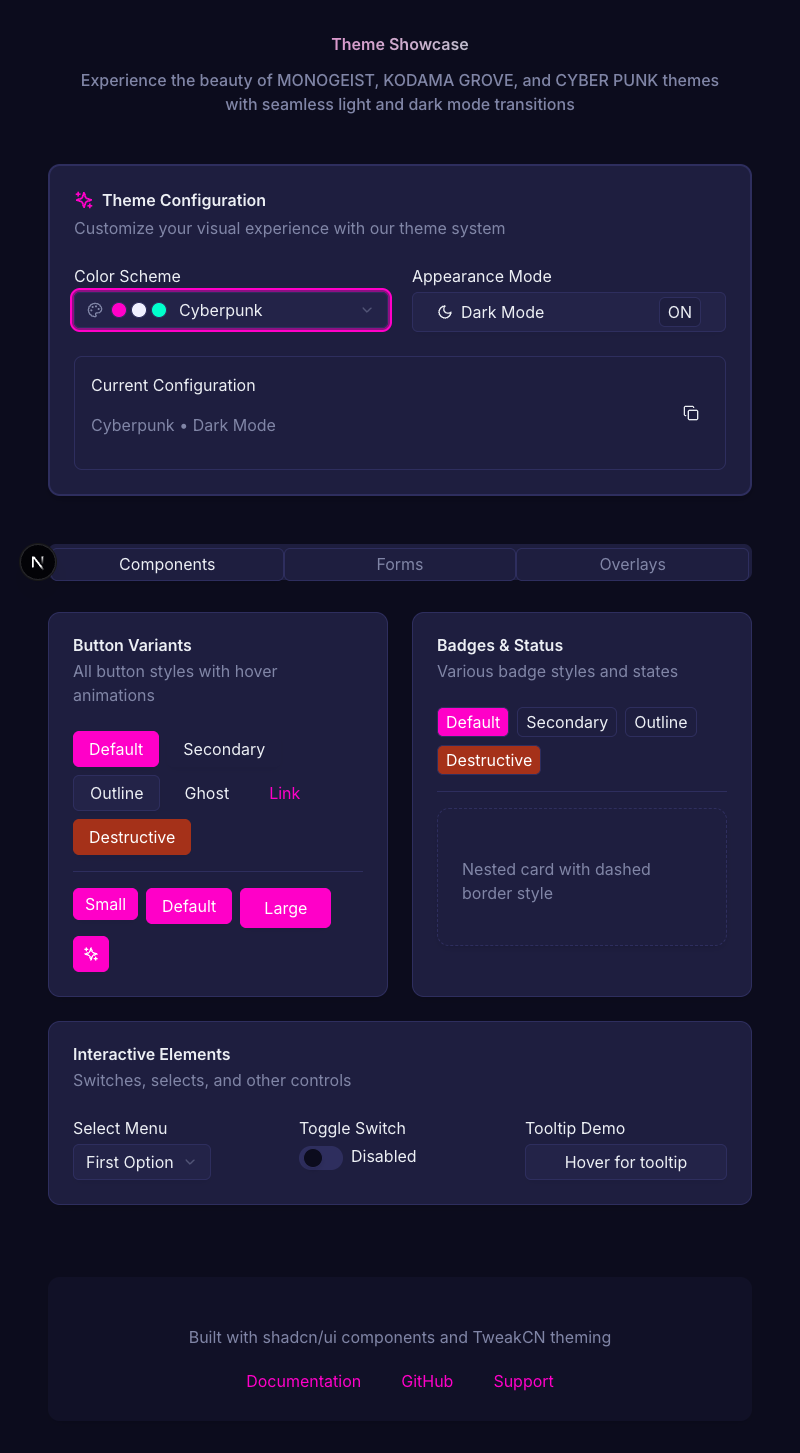 Theme Showcase
Experience the beauty of MONOGEIST, KODAMA GROVE, and CYBER PUNK themes
with seamless light and dark mode transitions
Theme Configuration
Customize your visual experience with our theme system
Color Scheme
Cyberpunk
Appearance Mode
Dark Mode
ON
Current Configuration
Cyberpunk • Dark Mode
N
Components
Forms
Overlays
Button Variants
All button styles with hover
animations
Default
Secondary
Outline
Ghost
Link
Destructive
Small
Default
Large
Badges & Status
Various badge styles and states
Default
Secondary
Outline
Destructive
Nested card with dashed
border style
Interactive Elements
Switches, selects, and other controls
Select Menu
First Option
Toggle Switch
Disabled
Tooltip Demo
Hover for tooltip
Built with shadcn/ui components and TweakCN theming
Documentation
GitHub
Support